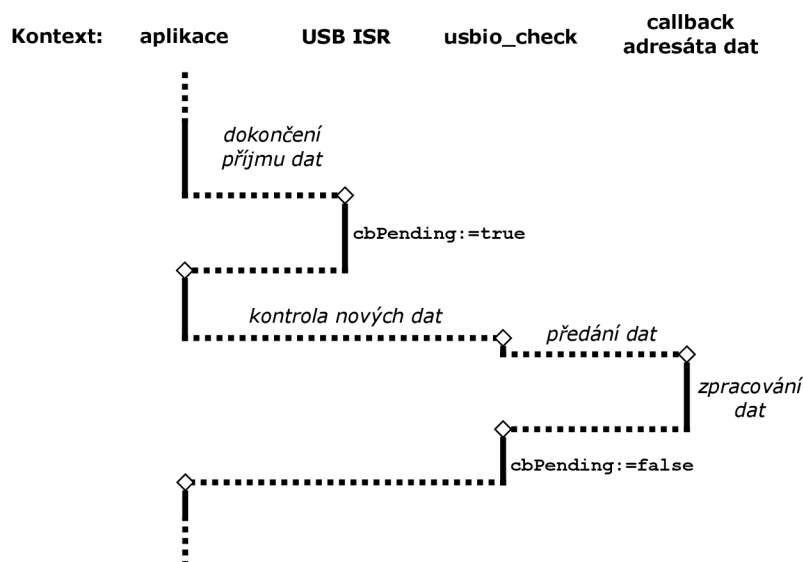 Kontext: aplikace USB ISR usbio_check callback
adresáta dat
dokončení
příjmu dat
cbPending:=true
kontrola nových dat
předání dat
zpracování
dat
cbPending:=false